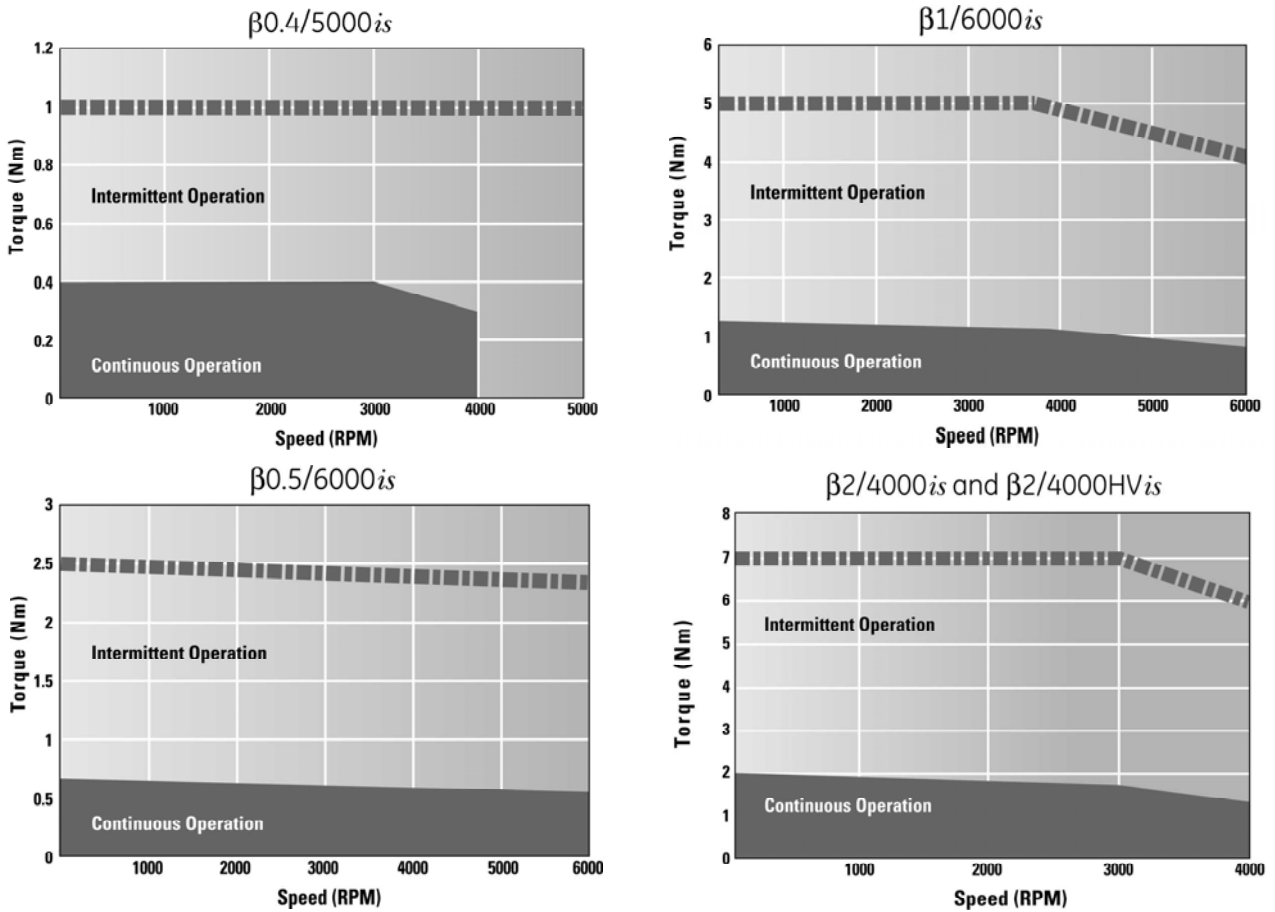 β0.4/5000is
1.2
1
0.8
0.6
0.4
0.2
0
Torque (Nm)
Intermittent Operation
Continuous Operation
1000 2000 3000 4000 5000
Speed (RPM)
β1/6000is
6
5
4
3
2
1
0
Torque (Nm)
Intermittent Operation
Continuous Operation
1000 2000 3000 4000 5000 6000
Speed (RPM)
β0.5/6000is
3
2.5
2
1.5
1
0.5
0
Torque (Nm)
Intermittent Operation
Continuous Operation
1000 2000 3000 4000 5000 6000
Speed (RPM)
β2/4000is and β2/4000HVis
8
7
6
5
4
3
2
1
0
Torque (Nm)
Intermittent Operation
Continuous Operation
1000 2000 3000 4000
Speed (RPM)